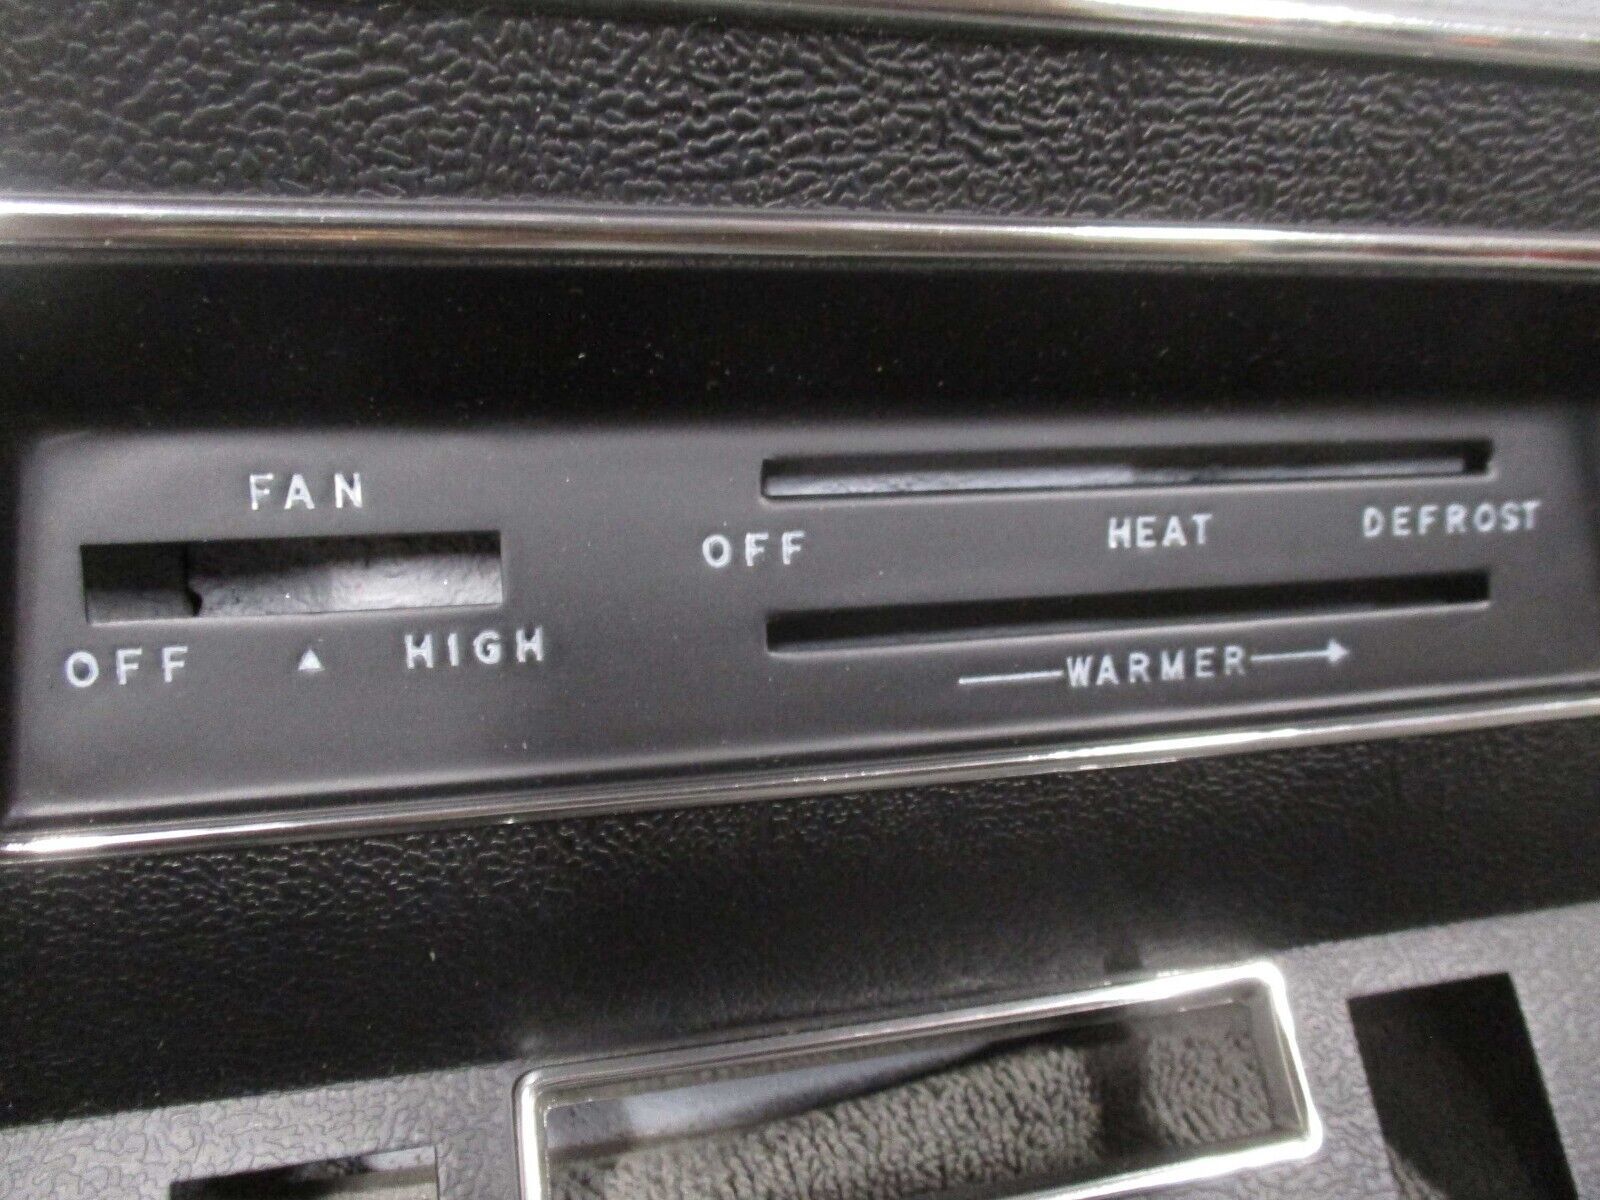 FAN
OFF ▲ HIGH
OFF HEAT DEFROST
WARMER